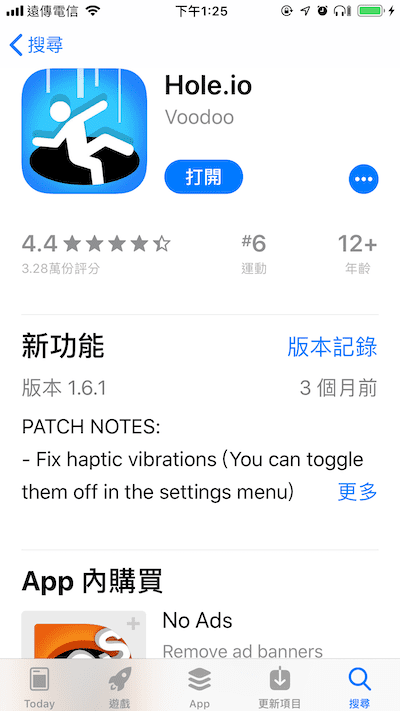 遠傳電信 下午1:25
搜尋
Hole.io
Voodoo
打開
4.4 #6 12+
3.28萬份評分 運動 年齡
新功能 版本記錄
版本 1.6.1 3 個月前
PATCH NOTES:
- Fix haptic vibrations (You can toggle
them off in the settings menu) 更多
App 內購買
No Ads
Remove ad banners
Today 遊戲 App 更新項目 搜尋